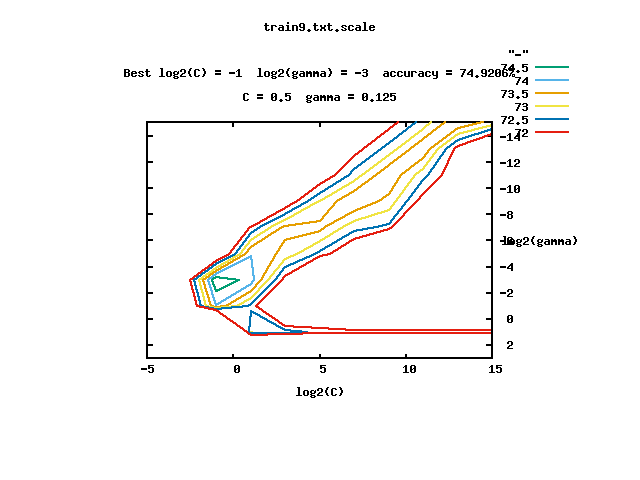 train9.txt.scale
"-"
Best log2(C) = -1 log2(gamma) = -3 accuracy = 74.9206%
74.5
74
C = 0.5 gamma = 0.125
73.5
73
72.5
72
-14
-12
-10
-8
-6
log2(gamma)
-4
-2
0
2
-5 0 5 10 15
log2(C)